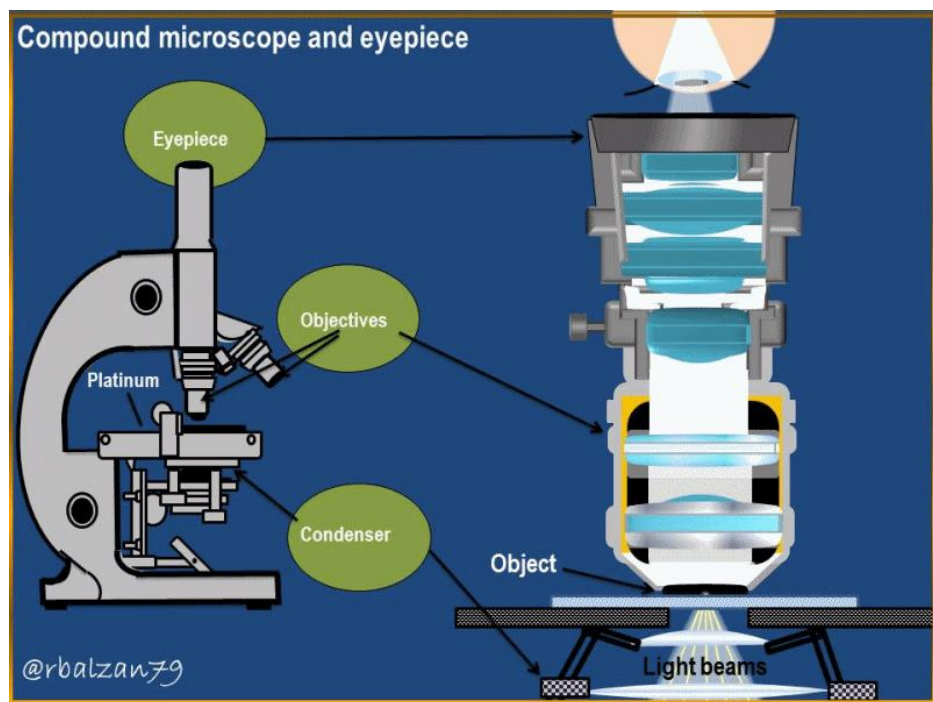 Compound microscope and eyepiece
Eyepiece
Objectives
Platinum
Condenser
Object
Light beams
@rbalzan79